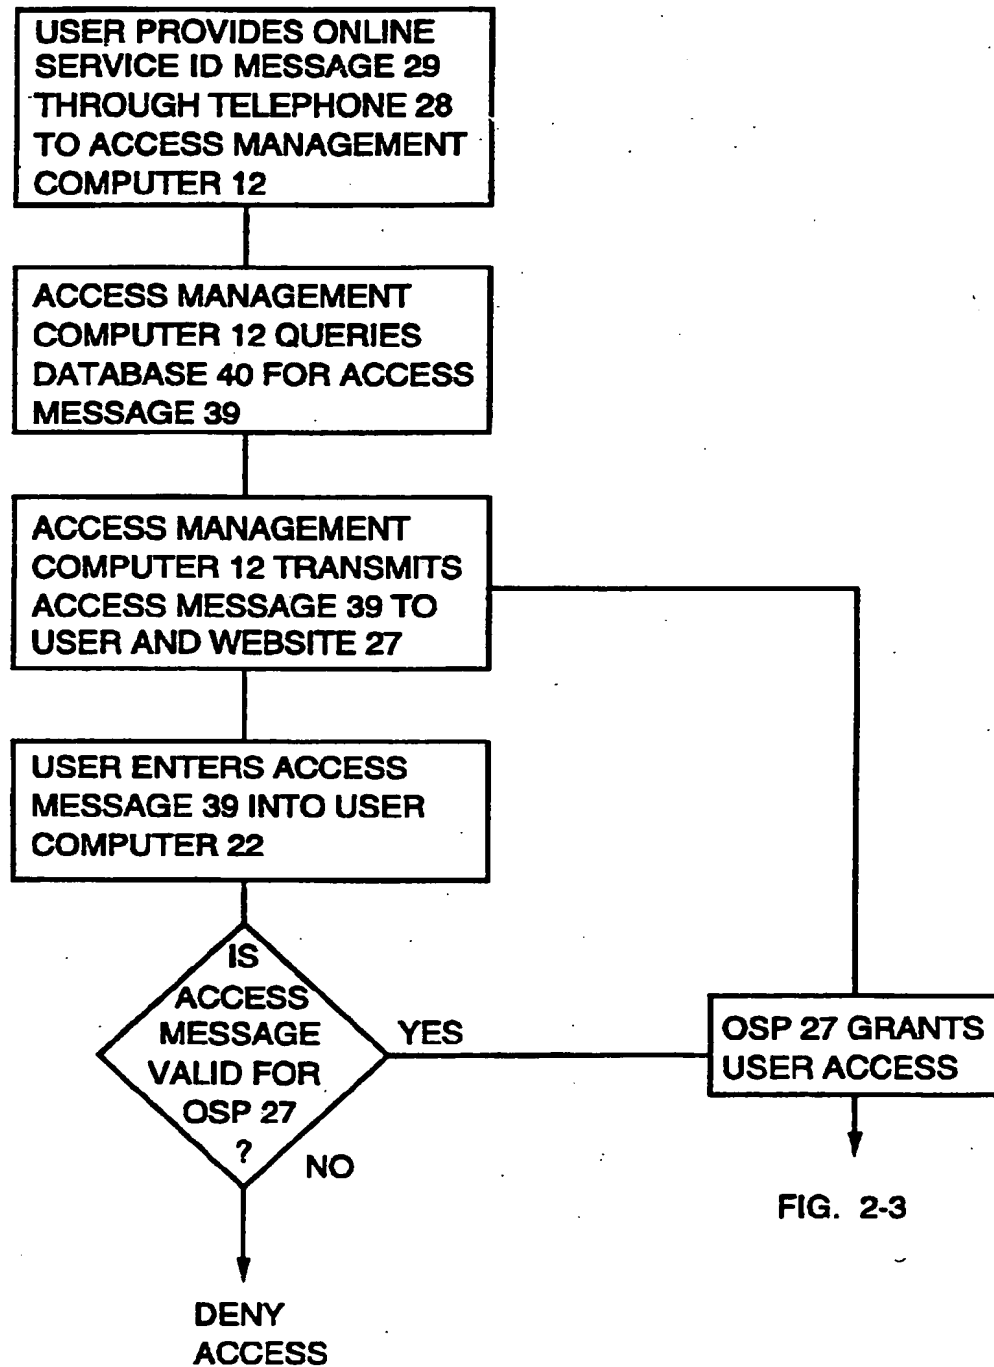 USER PROVIDES ONLINE
SERVICE ID MESSAGE 29
THROUGH TELEPHONE 28
TO ACCESS MANAGEMENT
COMPUTER 12
ACCESS MANAGEMENT
COMPUTER 12 QUERIES
DATABASE 40 FOR ACCESS
MESSAGE 39
ACCESS MANAGEMENT
COMPUTER 12 TRANSMITS
ACCESS MESSAGE 39 TO
USER AND WEBSITE 27
USER ENTERS ACCESS
MESSAGE 39 INTO USER
COMPUTER 22
IS
ACCESS
MESSAGE
VALID FOR
OSP 27
?
YES
NO
OSP 27 GRANTS
USER ACCESS
FIG. 2-3
DENY
ACCESS